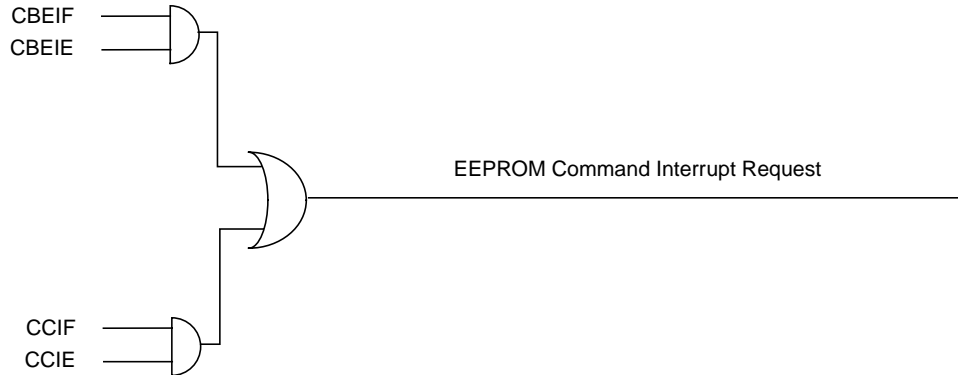 CBEIF
CBEIE
EEPROM Command Interrupt Request
CCIF
CCIE